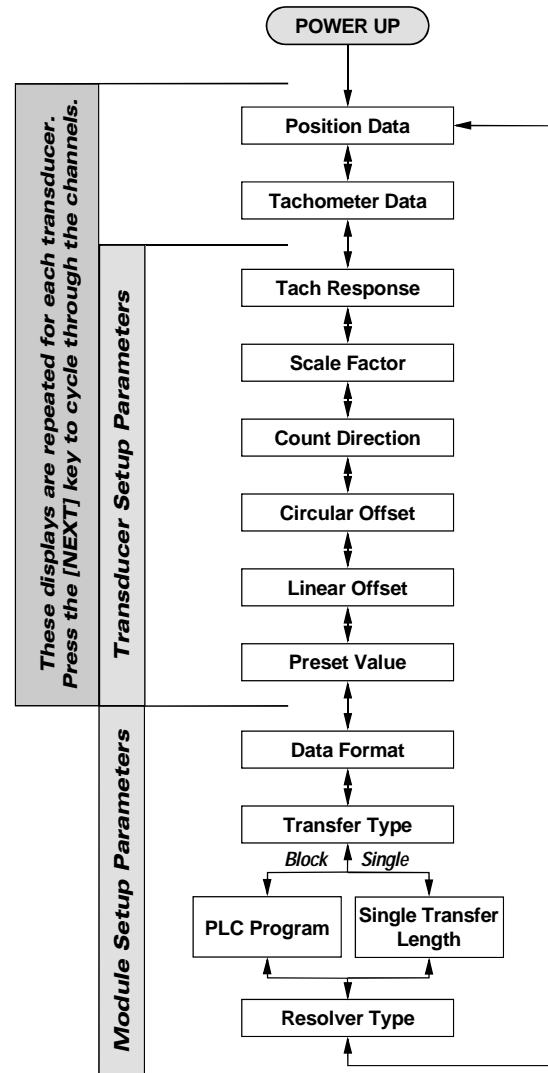 POWER UP
These displays are repeated for each transducer.
Press the [NEXT] key to cycle through the channels.
Position Data
Tachometer Data
Transducer Setup Parameters
Tach Response
Scale Factor
Count Direction
Circular Offset
Linear Offset
Preset Value
Module Setup Parameters
Data Format
Transfer Type
Block
Single
PLC Program
Single Transfer
Length
Resolver Type